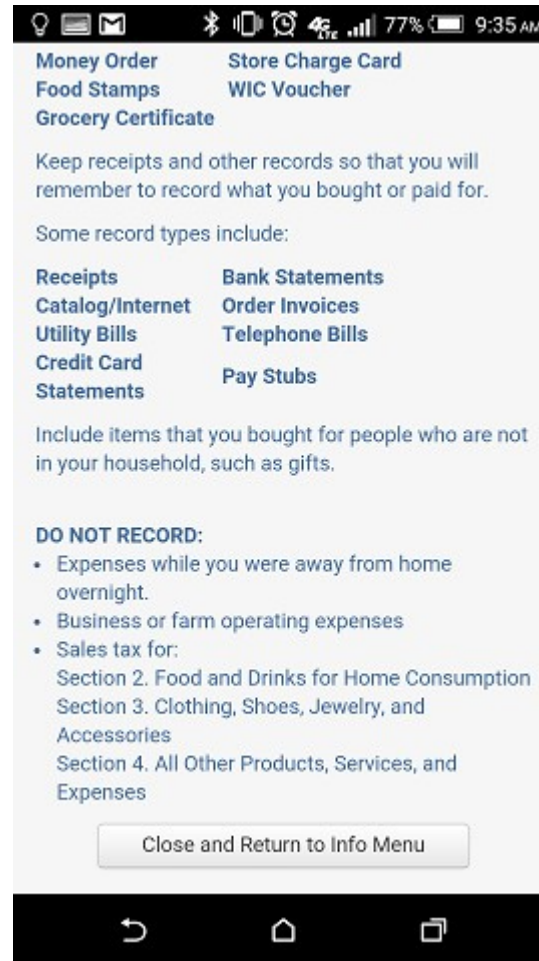 4G LTE 77% 9:35 AM
Money Order Store Charge Card
Food Stamps WIC Voucher
Grocery Certificate
Keep receipts and other records so that you will
remember to record what you bought or paid for.
Some record types include:
Receipts Bank Statements
Catalog/Internet Order Invoices
Utility Bills Telephone Bills
Credit Card
Statements Pay Stubs
Include items that you bought for people who are not
in your household, such as gifts.
DO NOT RECORD:
• Expenses while you were away from home
overnight.
• Business or farm operating expenses
• Sales tax for:
Section 2. Food and Drinks for Home Consumption
Section 3. Clothing, Shoes, Jewelry, and
Accessories
Section 4. All Other Products, Services, and
Expenses
Close and Return to Info Menu